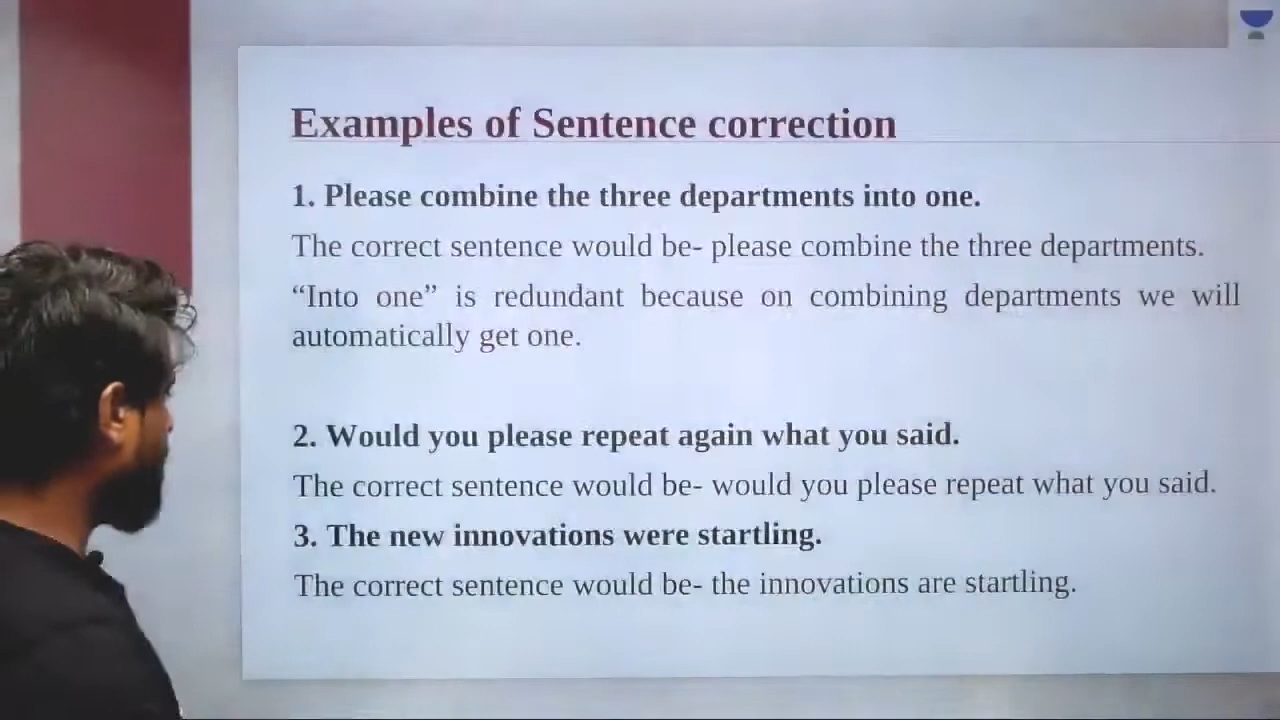 Examples of Sentence correction
1. Please combine the three departments into one.
The correct sentence would be- please combine the three departments.
“Into one” is redundant because on combining departments we will
automatically get one.
2. Would you please repeat again what you said.
The correct sentence would be- would you please repeat what you said.
3. The new innovations were startling.
The correct sentence would be- the innovations are startling.